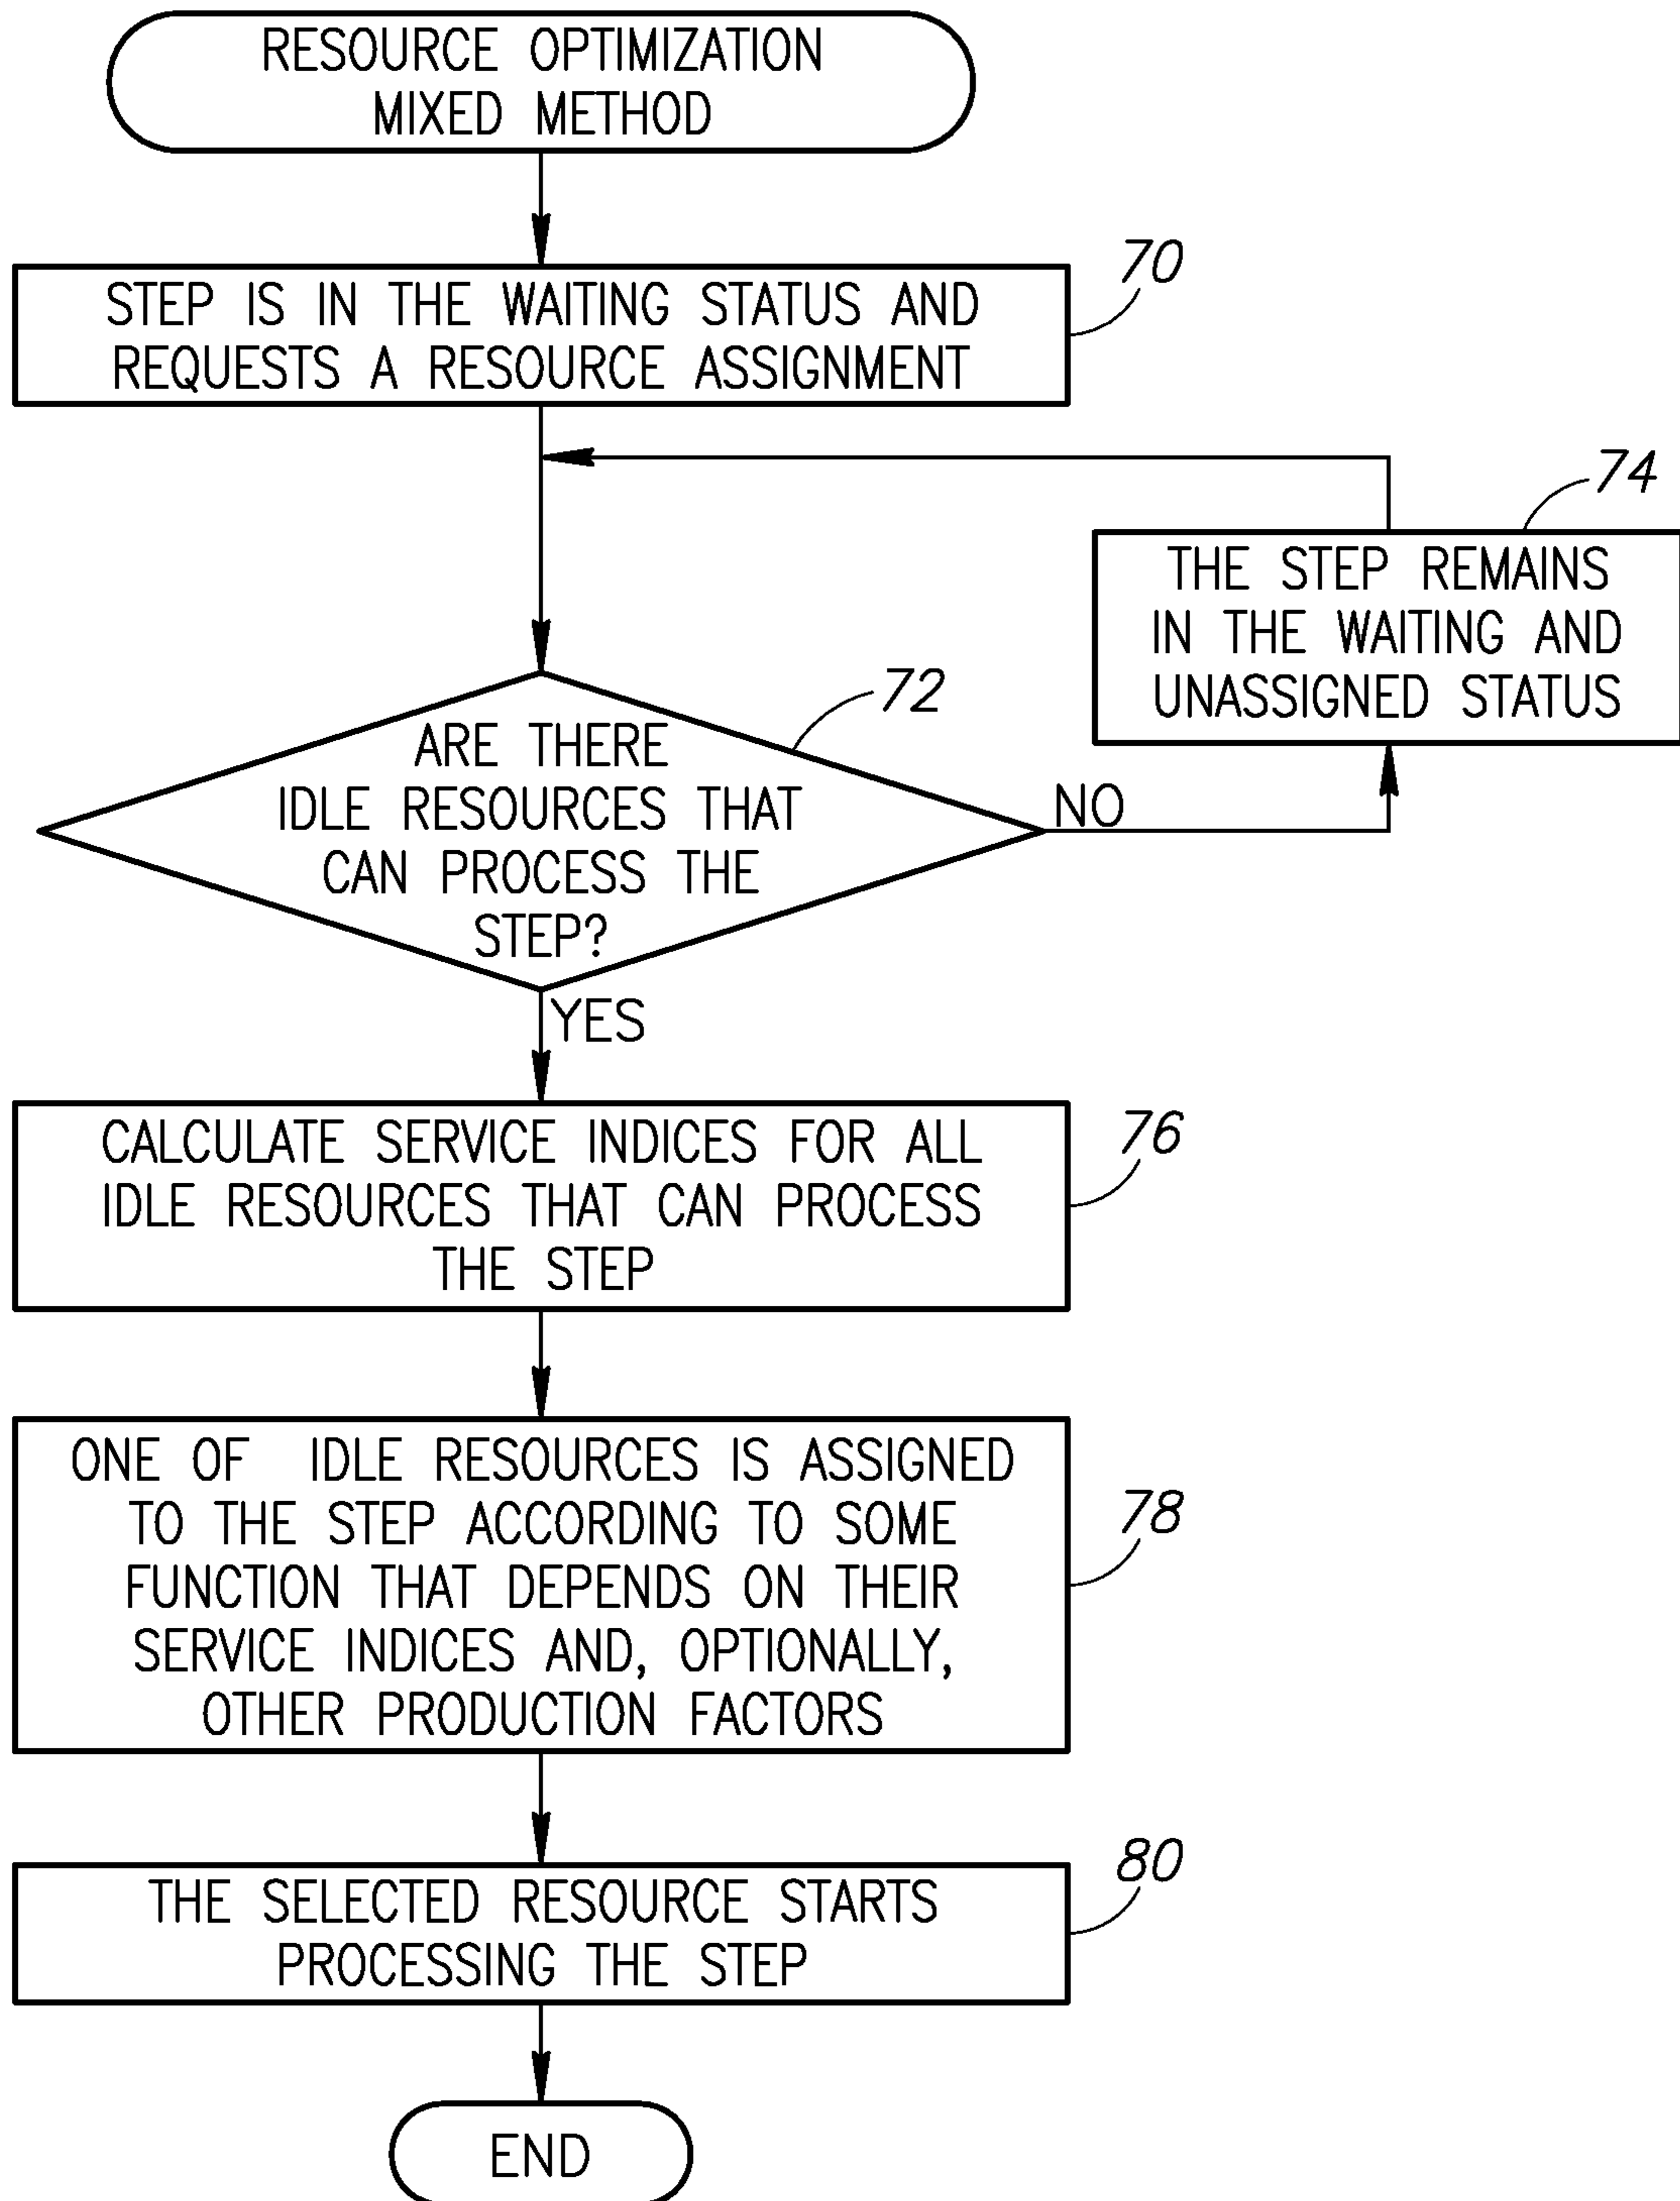 RESOURCE OPTIMIZATION
MIXED METHOD
70
STEP IS IN THE WAITING STATUS AND
REQUESTS A RESOURCE ASSIGNMENT
74
THE STEP REMAINS
IN THE WAITING AND
UNASSIGNED STATUS
72
ARE THERE
IDLE RESOURCES THAT
CAN PROCESS THE
STEP?
NO
YES
76
CALCULATE SERVICE INDICES FOR ALL
IDLE RESOURCES THAT CAN PROCESS
THE STEP
78
ONE OF IDLE RESOURCES IS ASSIGNED
TO THE STEP ACCORDING TO SOME
FUNCTION THAT DEPENDS ON THEIR
SERVICE INDICES AND, OPTIONALLY,
OTHER PRODUCTION FACTORS
80
THE SELECTED RESOURCE STARTS
PROCESSING THE STEP
END